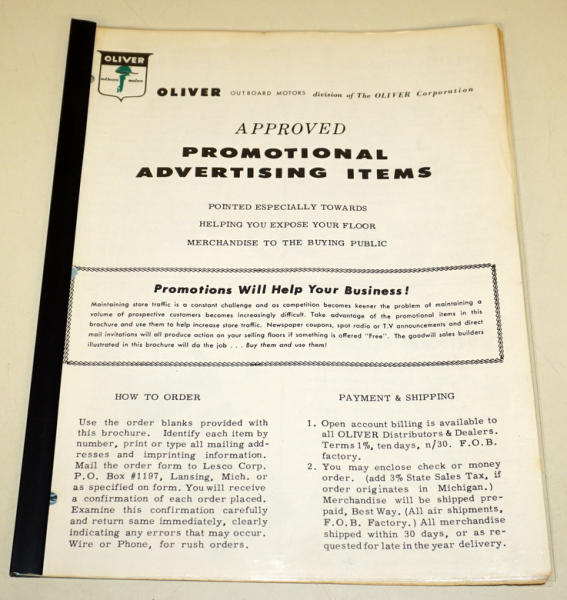 OLIVER
outboard motors
OLIVER OUTBOARD MOTORS division of The OLIVER Corporation
APPROVED
PROMOTIONAL
ADVERTISING ITEMS
POINTED ESPECIALLY TOWARDS
HELPING YOU EXPOSE YOUR FLOOR
MERCHANDISE TO THE BUYING PUBLIC
Promotions Will Help Your Business!
Maintaining store traffic is a constant challenge and as competition becomes keener the problem of maintaining a
volume of prospective customers becomes increasingly difficult. Take advantage of the promotional items in this
brochure and use them to help increase store traffic. Newspaper coupons, spot radio or T.V announcements and direct
mail invitations will all produce action on your selling floors if something is offered "Free". The goodwill sales builders
illustrated in this brochure will do the job . . . Buy them and use them!
HOW TO ORDER
Use the order blanks provided with
this brochure. Identify each item by
number, print or type all mailing add-
resses and imprinting information.
Mail the order form to Lesco Corp.
P.O. Box #1197, Lansing, Mich. or
as specified on form. You will receive
a confirmation of each order placed.
Examine this confirmation carefully
and return same immediately, clearly
indicating any errors that may occur.
Wire or Phone, for rush orders.
PAYMENT & SHIPPING
1. Open account billing is available to
all OLIVER Distributors & Dealers.
Terms 1%, ten days, n/30. F.O.B.
factory.
2. You may enclose check or money
order. (add 3% State Sales Tax, if
order originates in Michigan.)
Merchandise will be shipped pre-
paid, Best Way. (All air shipments,
F.O.B. Factory.) All merchandise
shipped within 30 days, or as re-
quested for late in the year delivery.